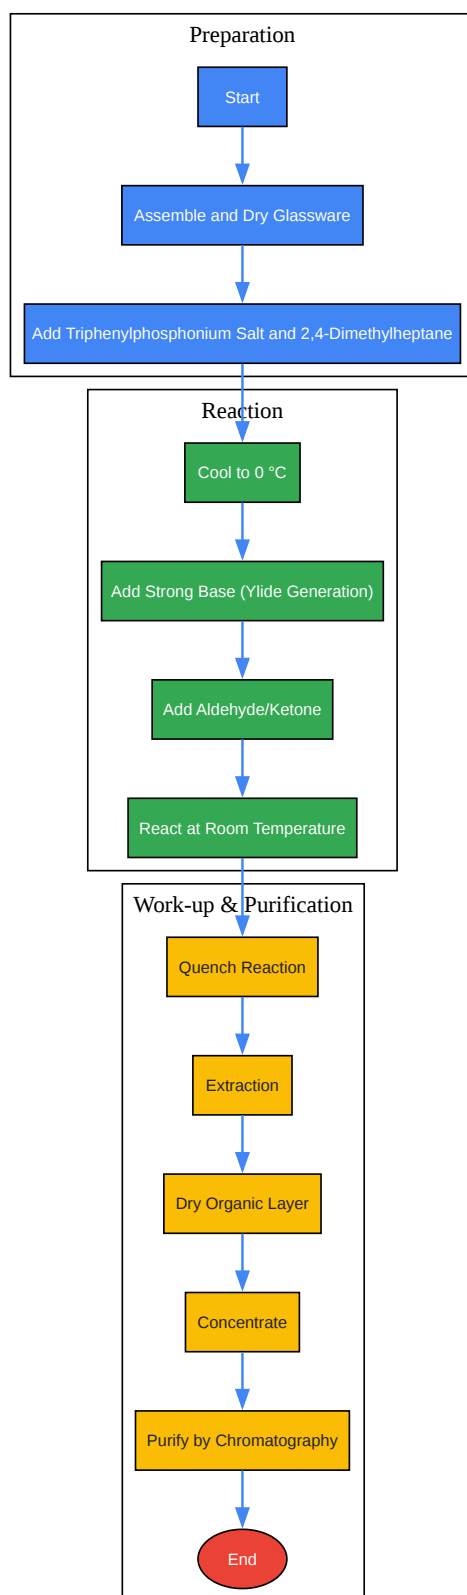 Preparation
Start
Assemble and Dry Glassware
Add Triphenylphosphonium Salt and 2,4-Dimethylheptane
Reaction
Cool to 0 °C
Add Strong Base (Ylide Generation)
Add Aldehyde/Ketone
React at Room Temperature
Work-up & Purification
Quench Reaction
Extraction
Dry Organic Layer
Concentrate
Purify by Chromatography
End